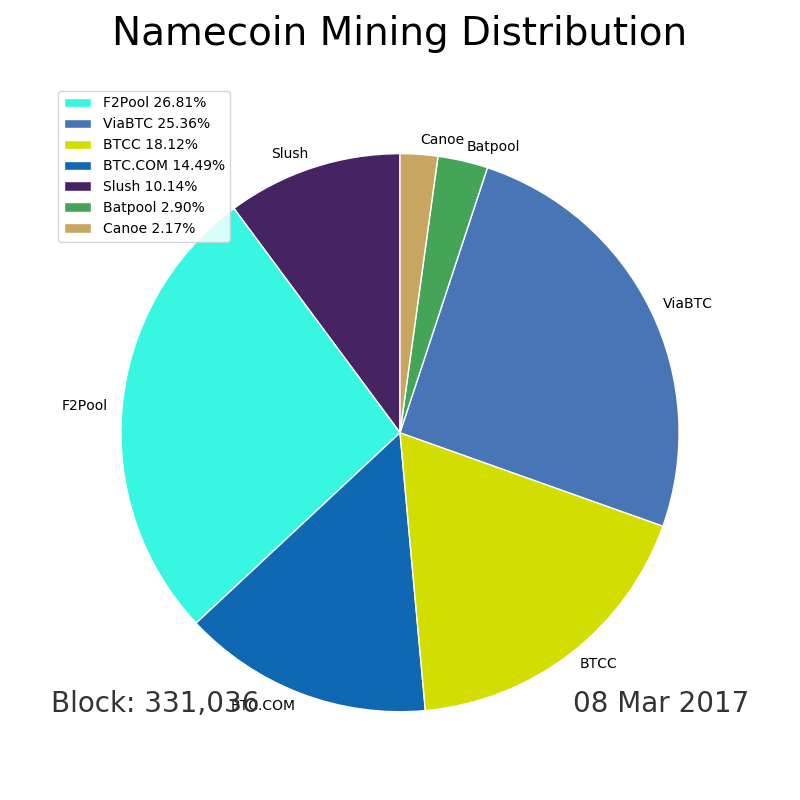 Namecoin Mining Distribution
F2Pool 26.81%
ViaBTC 25.36%
BTCC 18.12%
BTC.COM 14.49%
Slush 10.14%
Batpool 2.90%
Canoe 2.17%
Canoe
Batpool
Slush
ViaBTC
F2Pool
BTCC
Block: 331,036
BTC.COM
08 Mar 2017